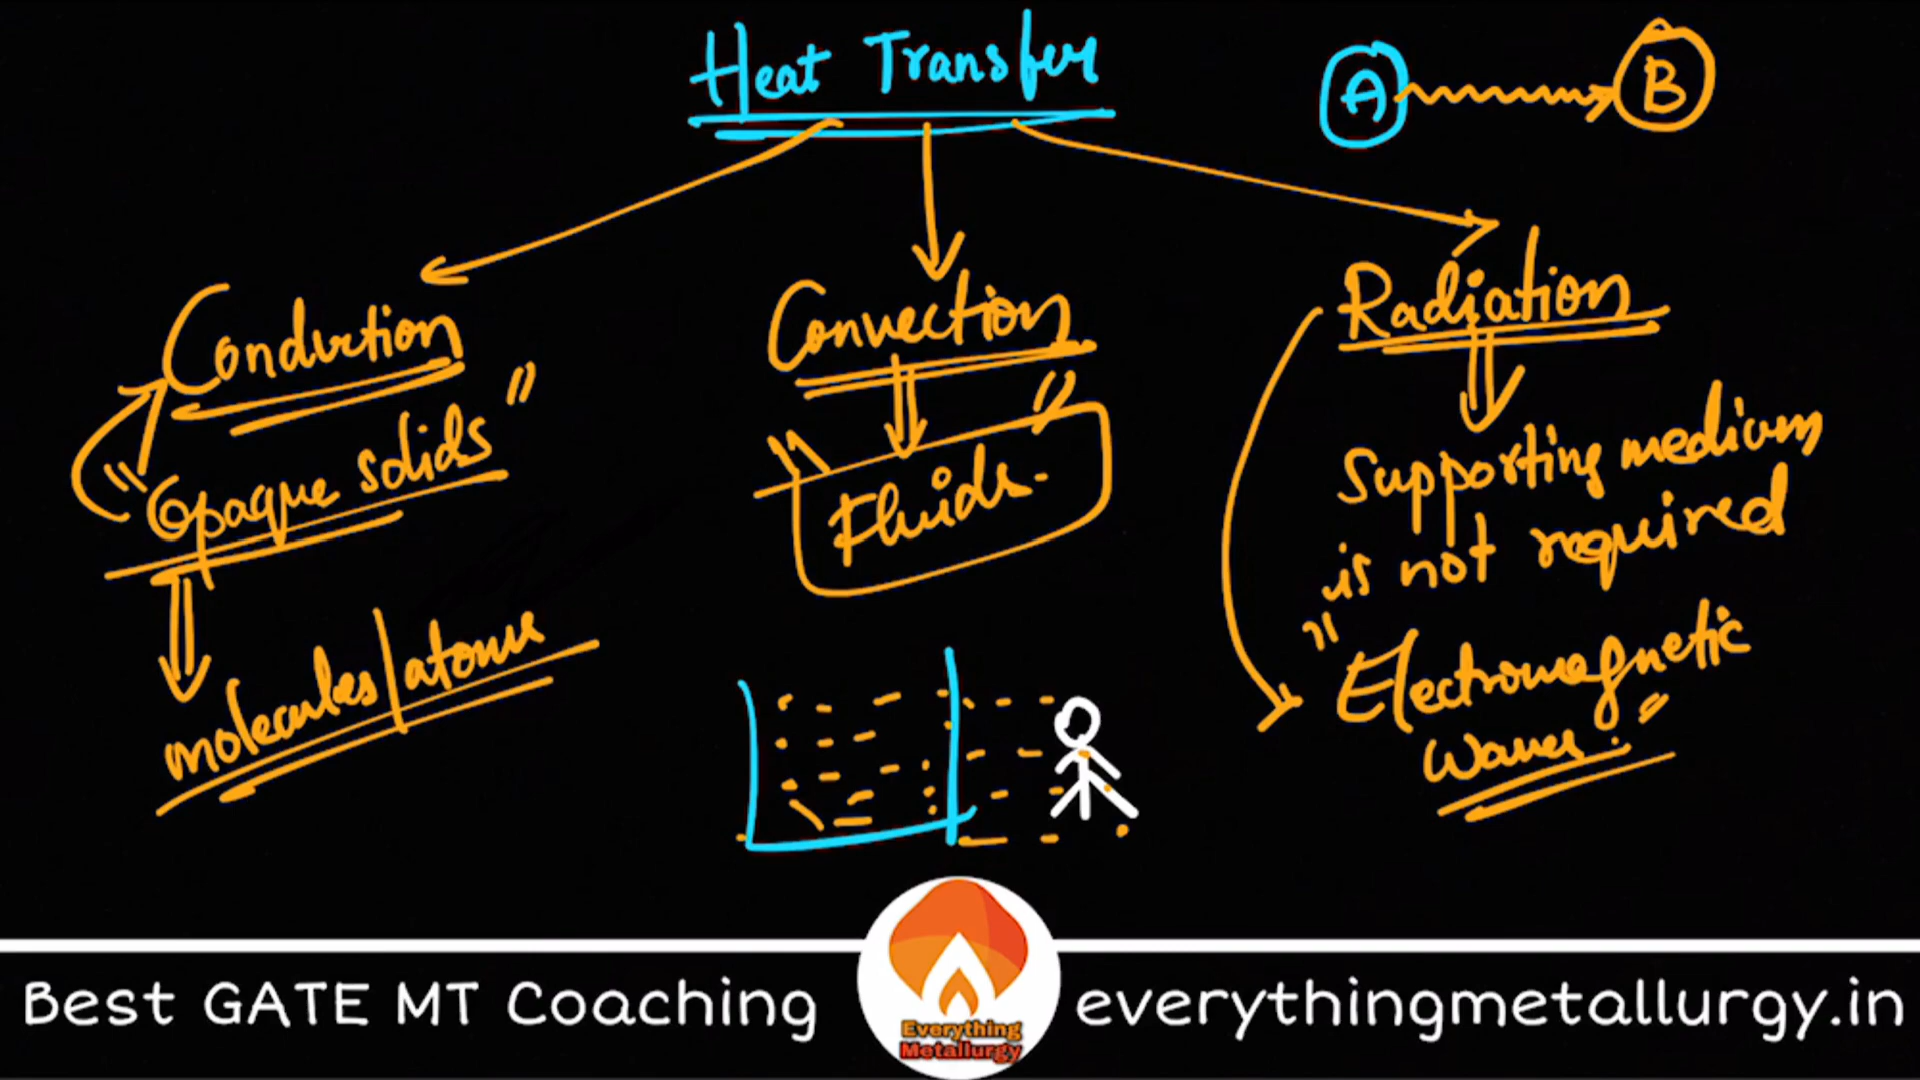 Heat Transfer
A
B
Conduction
"Opaque solids"
molecules/atoms
Convection
"Fluids."
Radiation
Supporting medium
is not required
"Electromagnetic
waves."
Best GATE MT Coaching
Everything
Metallurgy
everythingmetallurgy.in